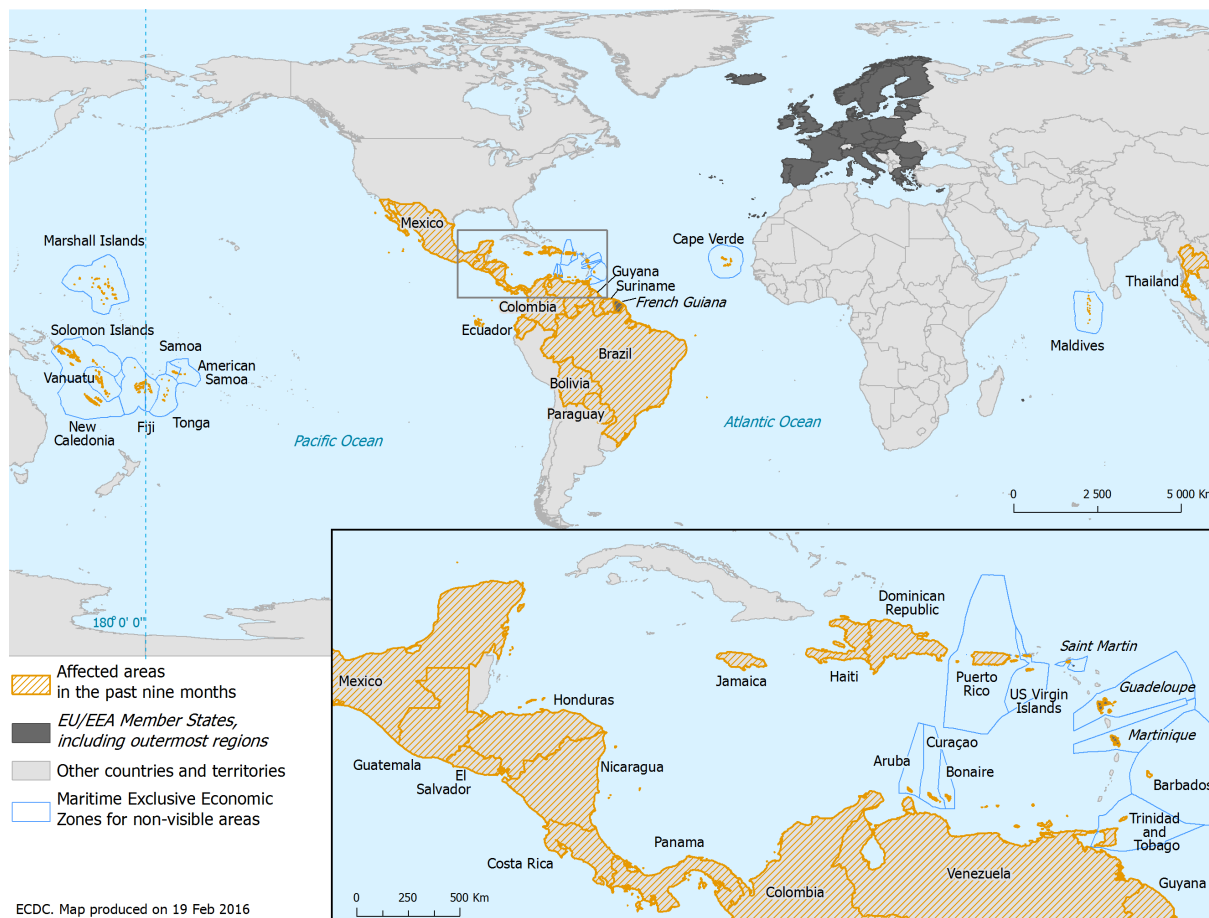 Mexico
Marshall Islands
Cape Verde
Guyana
Suriname
French Guiana
Thailand
Colombia
Ecuador
Solomon Islands
Samoa
Maldives
American
Samoa
Brazil
Vanuatu
Bolivia
Paraguay
New
Caledonia
Fiji
Tonga
Pacific Ocean
Atlantic Ocean
0 2 500 5 000 Km
180° 0' 0"
Affected areas
in the past nine months
EU/EEA Member States,
including outermost regions
Other countries and territories
Maritime Exclusive Economic
Zones for non-visible areas
ECDC. Map produced on 19 Feb 2016
Dominican
Republic
Saint Martin
Mexico
Jamaica
Haiti
Puerto
Rico
US Virgin
Islands
Guadeloupe
Honduras
Martinique
Curaçao
Aruba
Bonaire
Guatemala
El
Salvador
Nicaragua
Barbados
Trinidad
and
Tobago
Panama
Costa Rica
Venezuela
Colombia
Guyana
0 500 Km